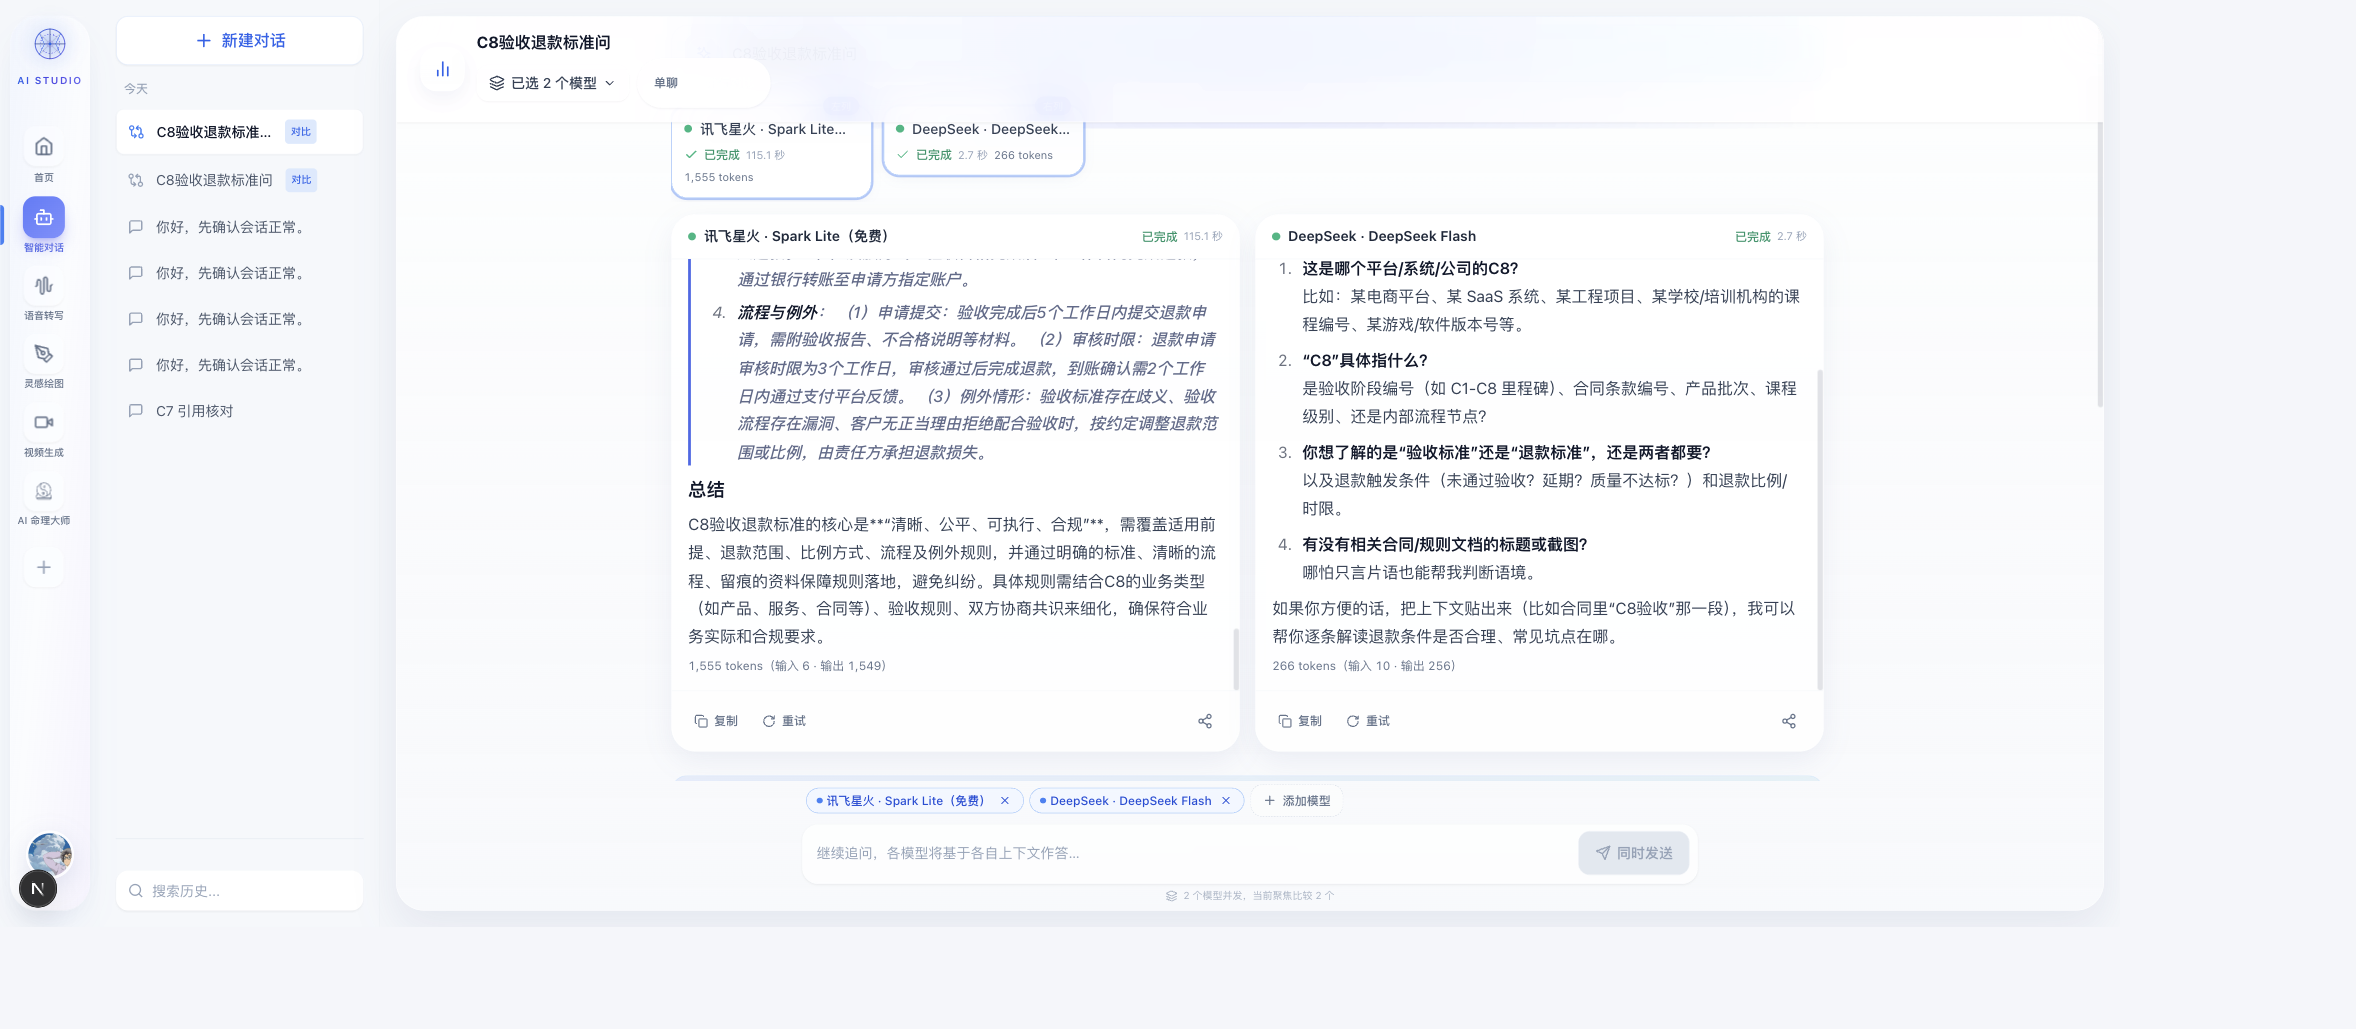 AI STUDIO
首页
智能对话
语音转写
灵感绘图
视频生成
AI 命理大师
N
新建对话
今天
C8验收退款标准... 对比
C8验收退款标准问 对比
你好，先确认会话正常。
你好，先确认会话正常。
你好，先确认会话正常。
你好，先确认会话正常。
C7 引用核对
搜索历史...
C8验收退款标准问
已选 2 个模型
单聊
讯飞星火 · Spark Lite...
已完成 115.1 秒
1,555 tokens
DeepSeek · DeepSeek...
已完成 2.7 秒 266 tokens
讯飞星火 · Spark Lite（免费） 已完成 115.1 秒
通过银行转账至申请方指定账户。
4. 流程与例外：（1）申请提交：验收完成后5个工作日内提交退款申
请，需附验收报告、不合格说明等材料。（2）审核时限：退款申请
审核时限为3个工作日，审核通过后完成退款，到账确认需2个工作
日内通过支付平台反馈。（3）例外情形：验收标准存在歧义、验收
流程存在漏洞、客户无正当理由拒绝配合验收时，按约定调整退款范
围或比例，由责任方承担退款损失。
总结
C8验收退款标准的核心是**“清晰、公平、可执行、合规”**，需覆盖适用前
提、退款范围、比例方式、流程及例外规则，并通过明确的标准、清晰的流
程、留痕的资料保障规则落地，避免纠纷。具体规则需结合C8的业务类型
（如产品、服务、合同等）、验收规则、双方协商共识来细化，确保符合业
务实际和合规要求。
1,555 tokens（输入 6 · 输出 1,549）
复制 重试
DeepSeek · DeepSeek Flash 已完成 2.7 秒
1. 这是哪个平台/系统/公司的C8？
比如：某电商平台、某 SaaS 系统、某工程项目、某学校/培训机构的课
程编号、某游戏/软件版本号等。
2. “C8”具体指什么？
是验收阶段编号（如 C1-C8 里程碑）、合同条款编号、产品批次、课程
级别、还是内部流程节点？
3. 你想了解的是“验收标准”还是“退款标准”，还是两者都要？
以及退款触发条件（未通过验收？延期？质量不达标？）和退款比例/
时限。
4. 有没有相关合同/规则文档的标题或截图？
哪怕只言片语也能帮我判断语境。
如果你方便的话，把上下文贴出来（比如合同里“C8验收”那一段），我可以
帮你逐条解读退款条件是否合理、常见坑点在哪。
266 tokens（输入 10 · 输出 256）
复制 重试
讯飞星火 · Spark Lite（免费） DeepSeek · DeepSeek Flash 添加模型
继续追问，各模型将基于各自上下文作答...
同时发送
2 个模型并发，当前聚焦比较 2 个